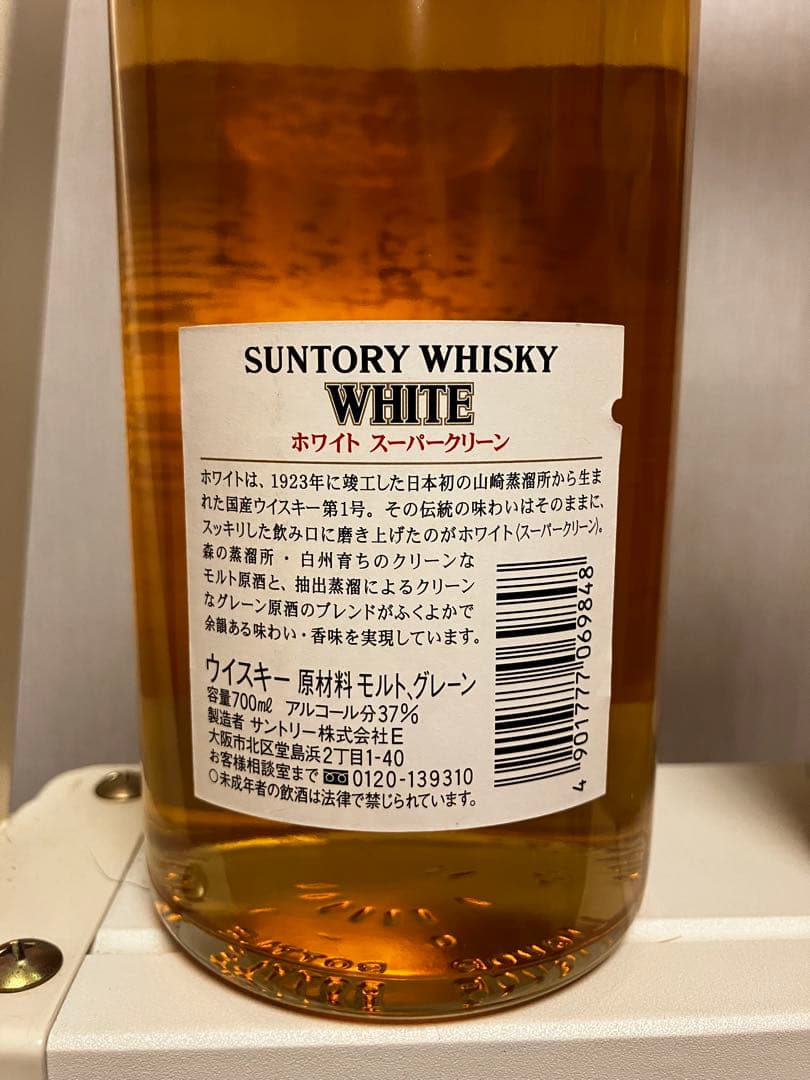 SUNTORY WHISKY
WHITE
ホワイト スーパークリーン
ホワイトは、1923年に竣工した日本初の山崎蒸溜所から生ま
れた国産ウイスキー第1号。その伝統の味わいはそのままに、
スッキリした飲み口に磨き上げたのがホワイト〈スーパークリーン〉。
森の蒸溜所・白州育ちのクリーンな
モルト原酒と、抽出蒸溜によるクリーン
なグレーン原酒のブレンドがふくよかで
余韻ある味わい・香味を実現しています。
ウイスキー 原材料 モルト、グレーン
容量700㎖ アルコール分37%
製造者 サントリー株式会社E
大阪市北区堂島浜2丁目1-40
お客様相談室まで 0120-139310
○未成年者の飲酒は法律で禁じられています。
4 901777 069848